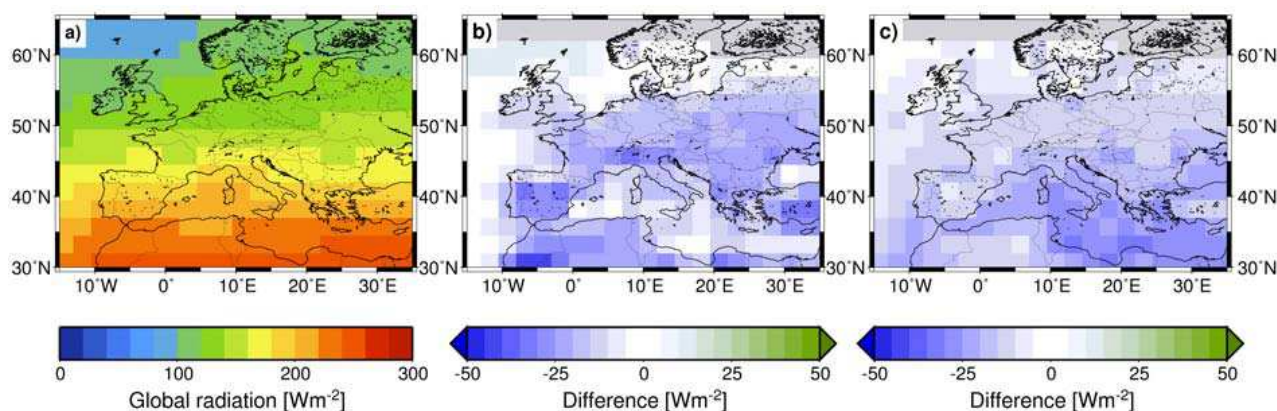 a) b) c)
60˚N 60˚N 60˚N
50˚N 50˚N 50˚N
40˚N 40˚N 40˚N
30˚N 30˚N 30˚N
10˚W 0˚ 10˚E 20˚E 30˚E 10˚W 0˚ 10˚E 20˚E 30˚E 10˚W 0˚ 10˚E 20˚E 30˚E
0 100 200 300 -50 -25 0 25 50 -50 -25 0 25 50
Global radiation [Wm⁻²] Difference [Wm⁻²] Difference [Wm⁻²]